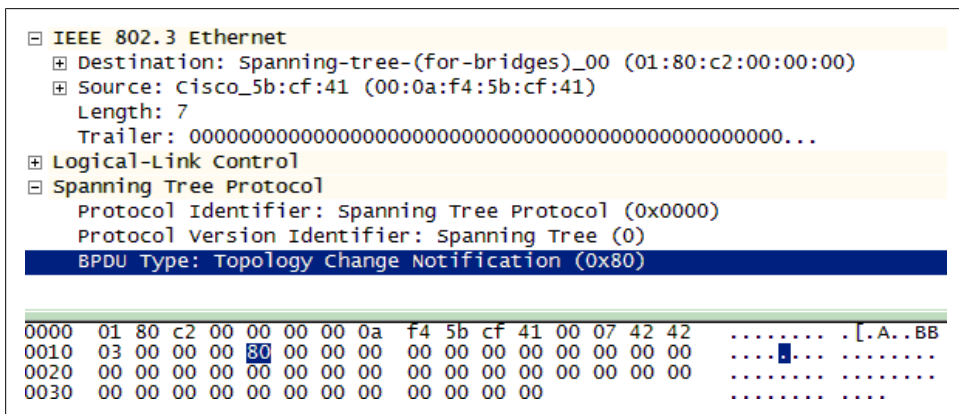 IEEE 802.3 Ethernet
Destination: Spanning-tree-(for-bridges)_00 (01:80:c2:00:00:00)
Source: Cisco_5b:cf:41 (00:0a:f4:5b:cf:41)
Length: 7
Trailer: 00000000000000000000000000000000000000000000...
Logical-Link Control
Spanning Tree Protocol
Protocol Identifier: Spanning Tree Protocol (0x0000)
Protocol Version Identifier: Spanning Tree (0)
BPDU Type: Topology Change Notification (0x80)
0000 01 80 c2 00 00 00 00 0a f4 5b cf 41 00 07 42 42 ........ .[.A..BB
0010 03 00 00 00 80 00 00 00 00 00 00 00 00 00 00 00 ........ ........
0020 00 00 00 00 00 00 00 00 00 00 00 00 00 00 00 00 ........ ........
0030 00 00 00 00 00 00 00 00 00 00 00 00 ........ ....